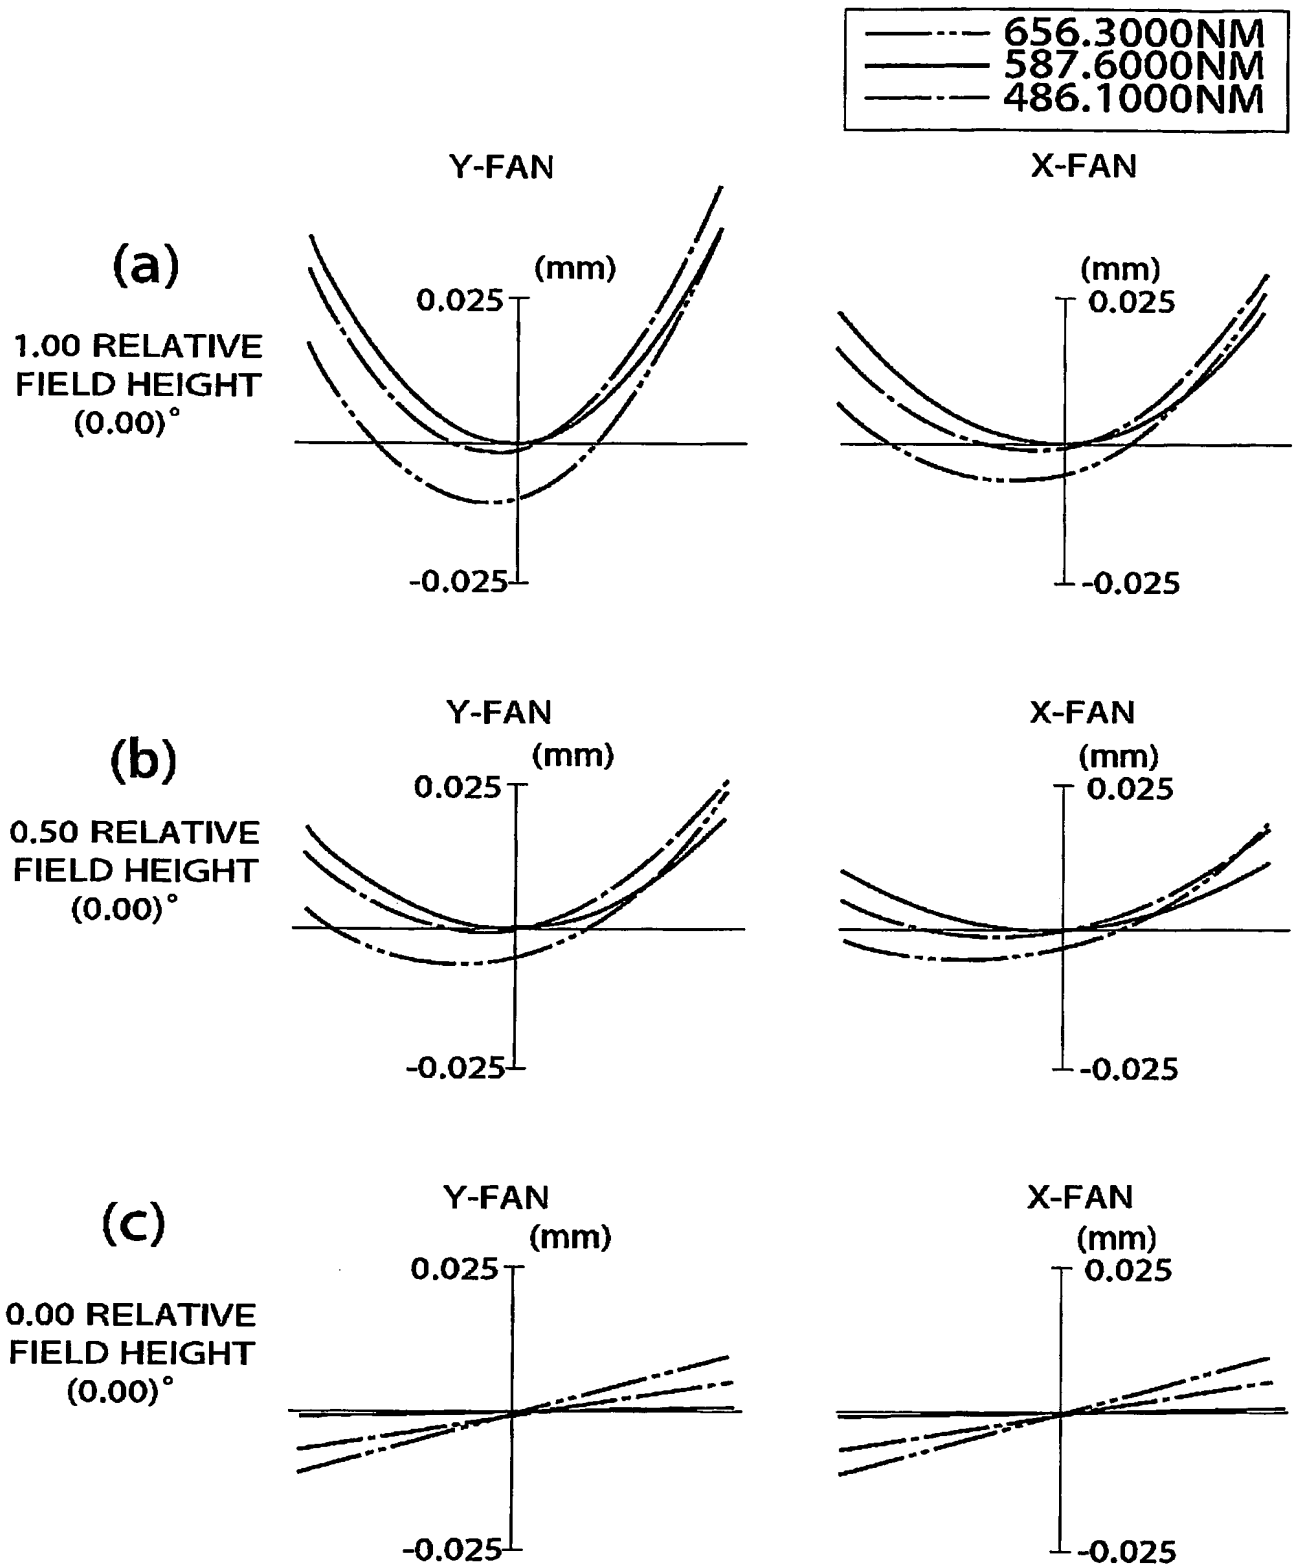 656.3000NM
587.6000NM
486.1000NM
Y-FAN
X-FAN
(a)
1.00 RELATIVE
FIELD HEIGHT
(0.00)°
(mm)
0.025
-0.025
(mm)
0.025
-0.025
Y-FAN
X-FAN
(b)
0.50 RELATIVE
FIELD HEIGHT
(0.00)°
(mm)
0.025
-0.025
(mm)
0.025
-0.025
Y-FAN
X-FAN
(c)
0.00 RELATIVE
FIELD HEIGHT
(0.00)°
(mm)
0.025
-0.025
(mm)
0.025
-0.025